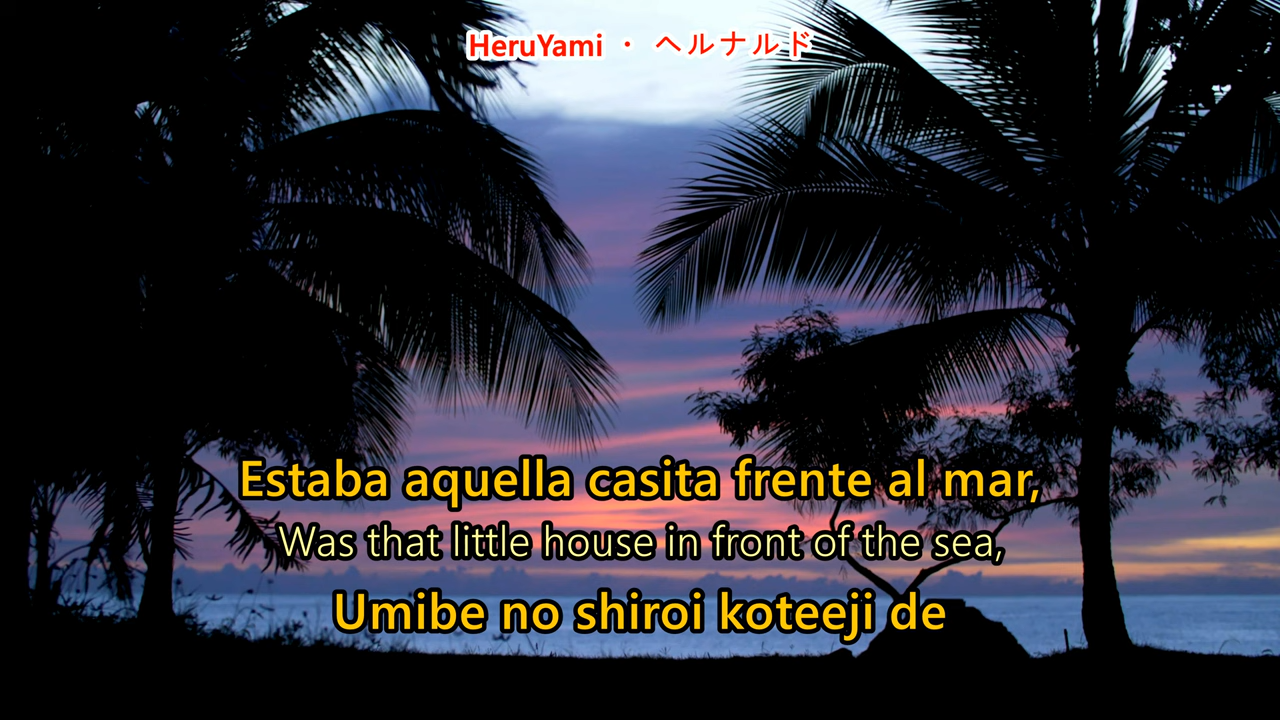 HeruYami ・ ヘルナルド
Estaba aquella casita frente al mar,
Was that little house in front of the sea,
Umibe no shiroi koteeji de